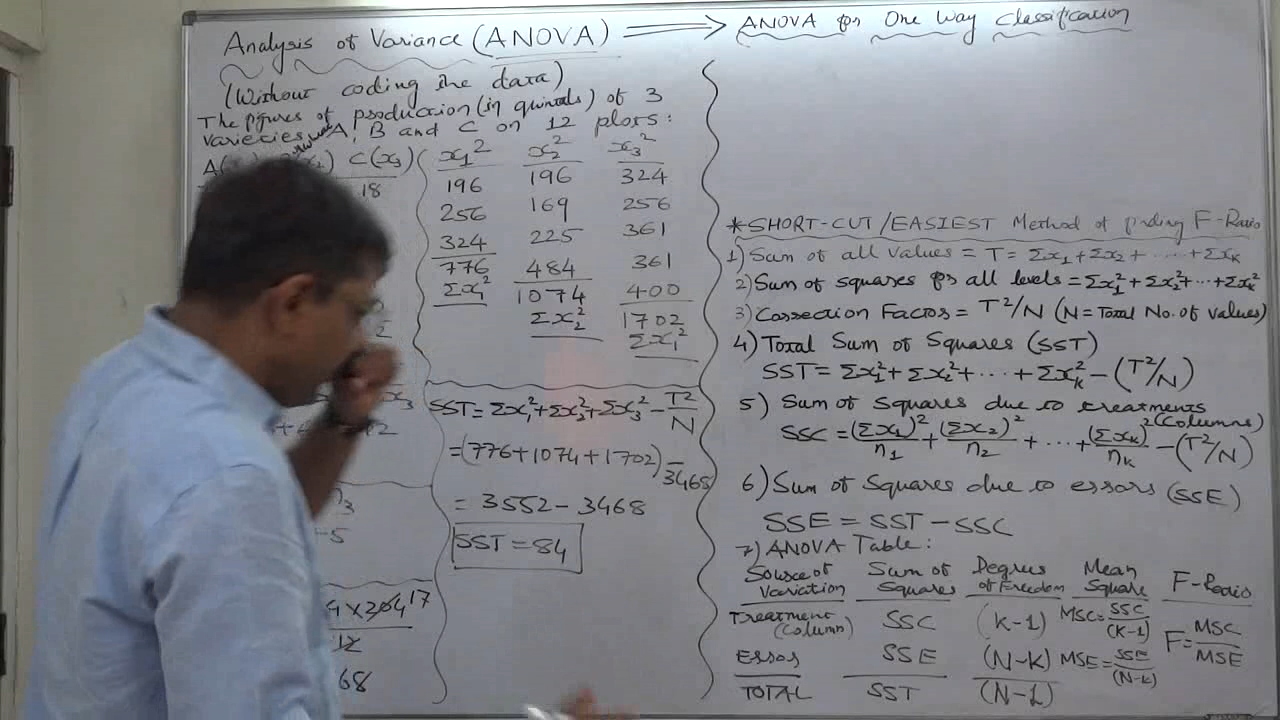 Analysis of Variance (ANOVA) ⟹ ANOVA for One Way Classification
(Without coding the data)
The figures of production (in quintals) of 3
varieties A, B and C on 12 plots:
C(x₃)
18
x₁² x₂² x₃²
196 196 324
256 169 256
324 225 361
776 484 361
Σx₁² 1074 400
Σx₂² 1702
Σx₁²
SST = Σx₁² + Σx₂² + Σx₃² - T²/N
= (776 + 1074 + 1702) - 3468
= 3552 - 3468
SST = 84
x 204 17
12
68
* SHORT-CUT / EASIEST Method of finding F-Ratio
1) Sum of all values = T = Σx₁ + Σx₂ + ... + Σxₖ
2) Sum of squares for all levels = Σx₁² + Σx₂² + ... + Σxₖ²
3) Correction Factor = T²/N (N = Total No. of values)
4) Total Sum of Squares (SST)
SST = Σx₁² + Σx₂² + ... + Σxₖ² - (T²/N)
5) Sum of Squares due to treatments
(Columns)
SSC = (Σx₁)²/n₁ + (Σx₂)²/n₂ + ... + (Σxₖ)²/nₖ - (T²/N)
6) Sum of Squares due to errors (SSE)
SSE = SST - SSC
7) ANOVA Table:
Source of Variation Sum of Squares Degrees of Freedom Mean Square F-Ratio
Treatment (Column) SSC (K-1) MSC = SSC/(K-1) F = MSC/MSE
Error SSE (N-K) MSE = SSE/(N-k)
TOTAL SST (N-1)